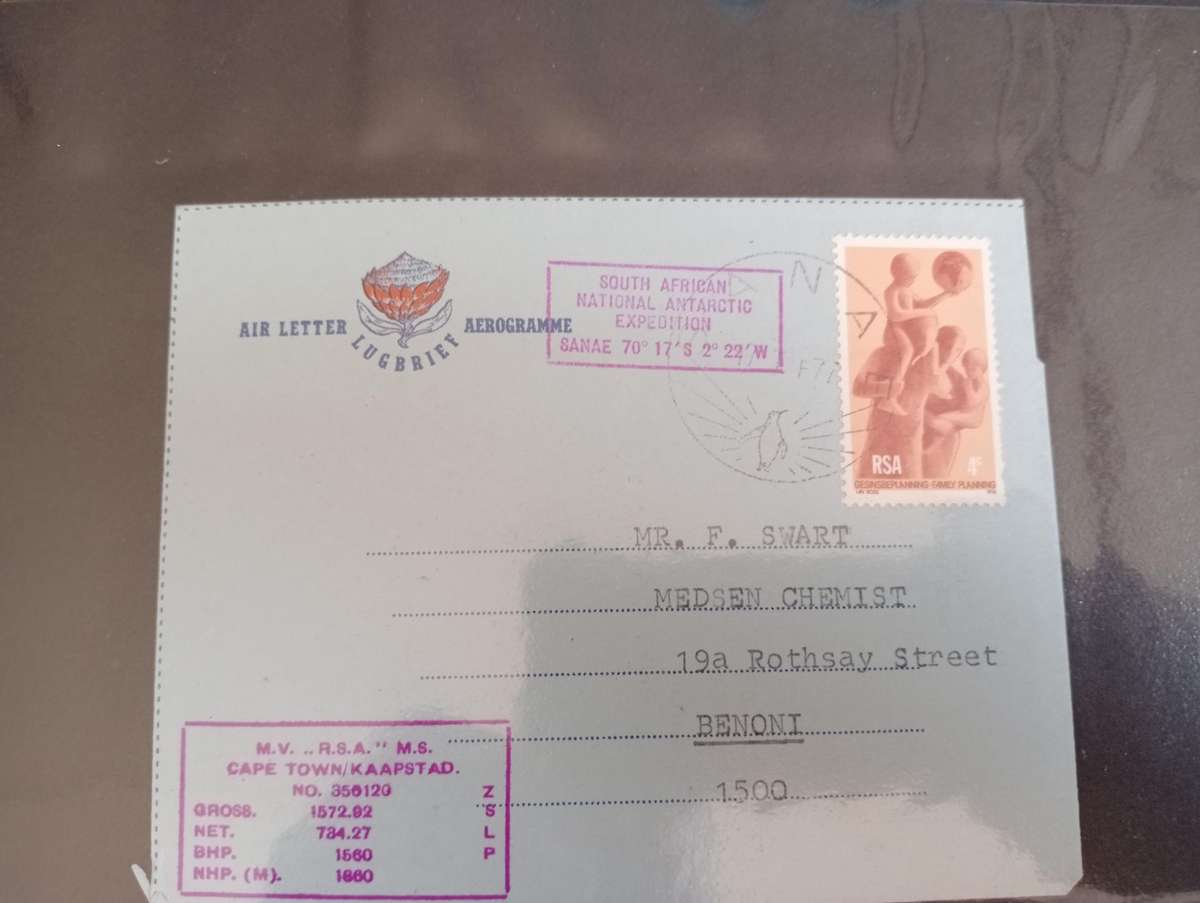 AIR LETTER AEROGRAMME
LUGBRIEF
SOUTH AFRICAN
NATIONAL ANTARCTIC
EXPEDITION
SANAE 70° 17'S 2° 22'W
A N A
RSA 4c
GESINSBEPLANNING·FAMILY PLANNING
MR. F. SWART
MEDSEN CHEMIST
19a Rothsay Street
BENONI
1500
M.V. „R.S.A." M.S.
CAPE TOWN/KAAPSTAD.
NO. 356120 Z
GROSS. 1572.92 S
NET. 734.27 L
BHP. 1560 P
NHP. (M). 1860